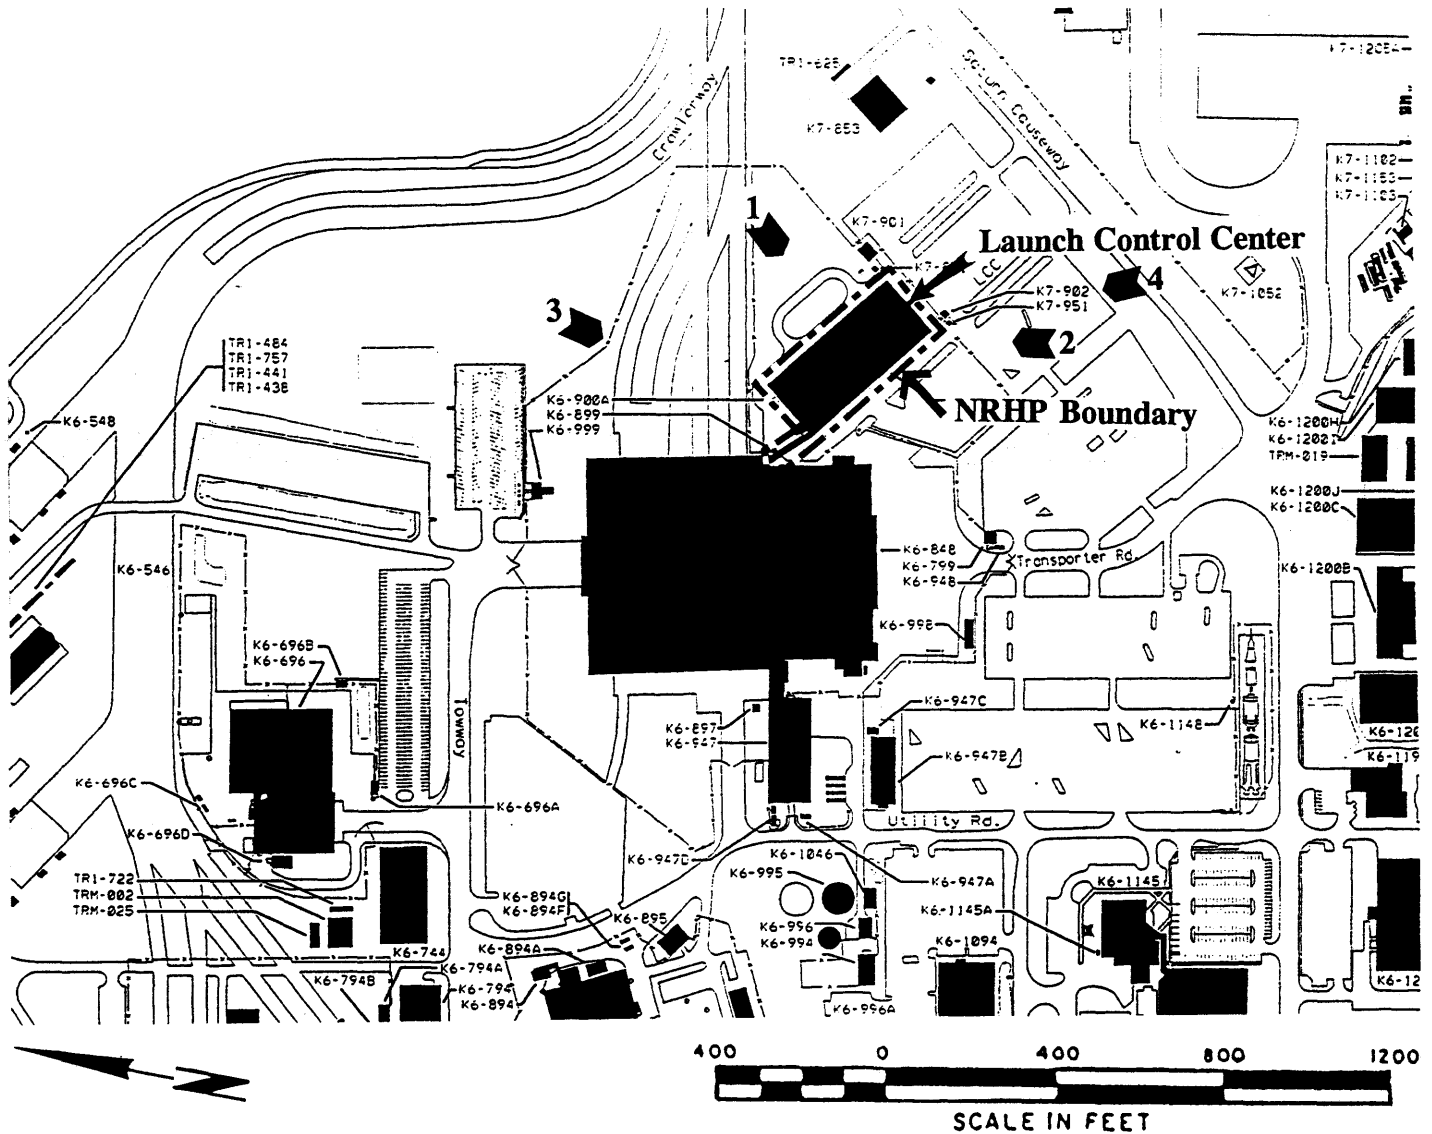 K7-1205A
TR1-625
Saturn Causeway
Crawlerway
K7-853
K7-1102
K7-1153
K7-1103
1
K7-901
Launch Control Center
LCC
4
K7-902
K7-951
K7-1052
3
2
TR1-484
TR1-757
TR1-441
TR1-438
K6-900A
K6-899
K6-999
NRHP Boundary
K6-548
K6-1200H
K6-1200I
TRM-019
K6-1200J
K6-1200C
K6-546
K6-848
K6-799
K6-948
Transporter Rd.
K6-1200B
K6-998
K6-696B
K6-696
Towway
K6-897
K6-947
K6-947C
K6-1148
K6-120
K6-947B
K6-119
K6-696C
K6-696A
K6-696D
Utility Rd.
K6-947D
K6-1046
K6-995
K6-947A
K6-1145
TR1-722
TRM-002
TRM-025
K6-894G
K6-894F
K6-895
K6-996
K6-994
K6-1145A
K6-1094
K6-744
K6-894A
K6-794B
K6-794A
K6-794
K6-894
K6-996A
K6-12
N
400 0 400 800 1200
SCALE IN FEET